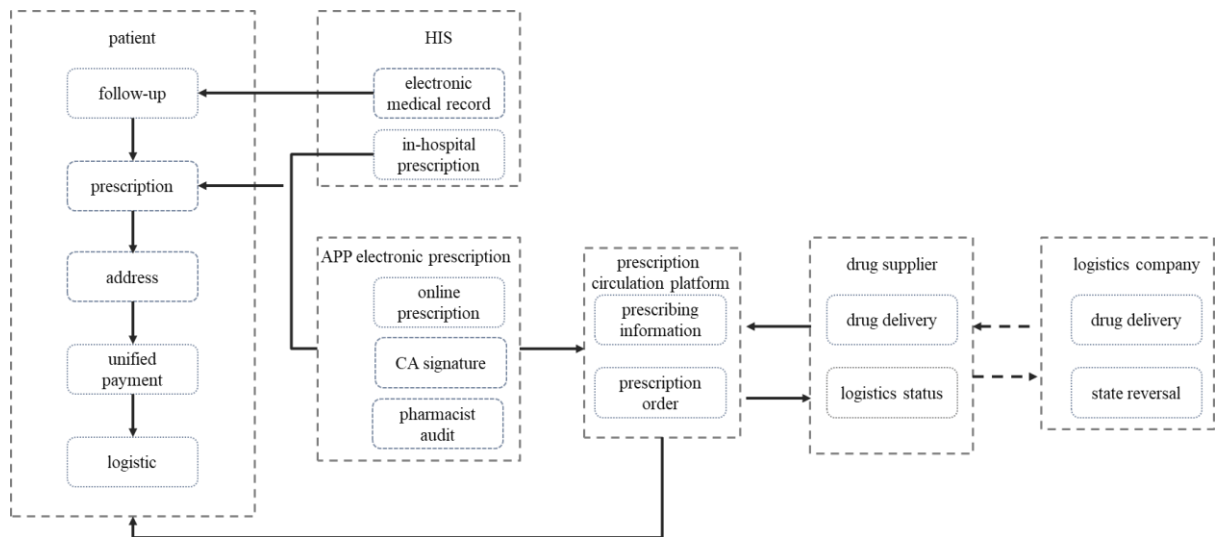 patient
follow-up
prescription
address
unified
payment
logistic
HIS
electronic
medical record
in-hospital
prescription
APP electronic prescription
online
prescription
CA signature
pharmacist
audit
prescription
circulation platform
prescribing
information
prescription
order
drug supplier
drug delivery
logistics status
logistics company
drug delivery
state reversal